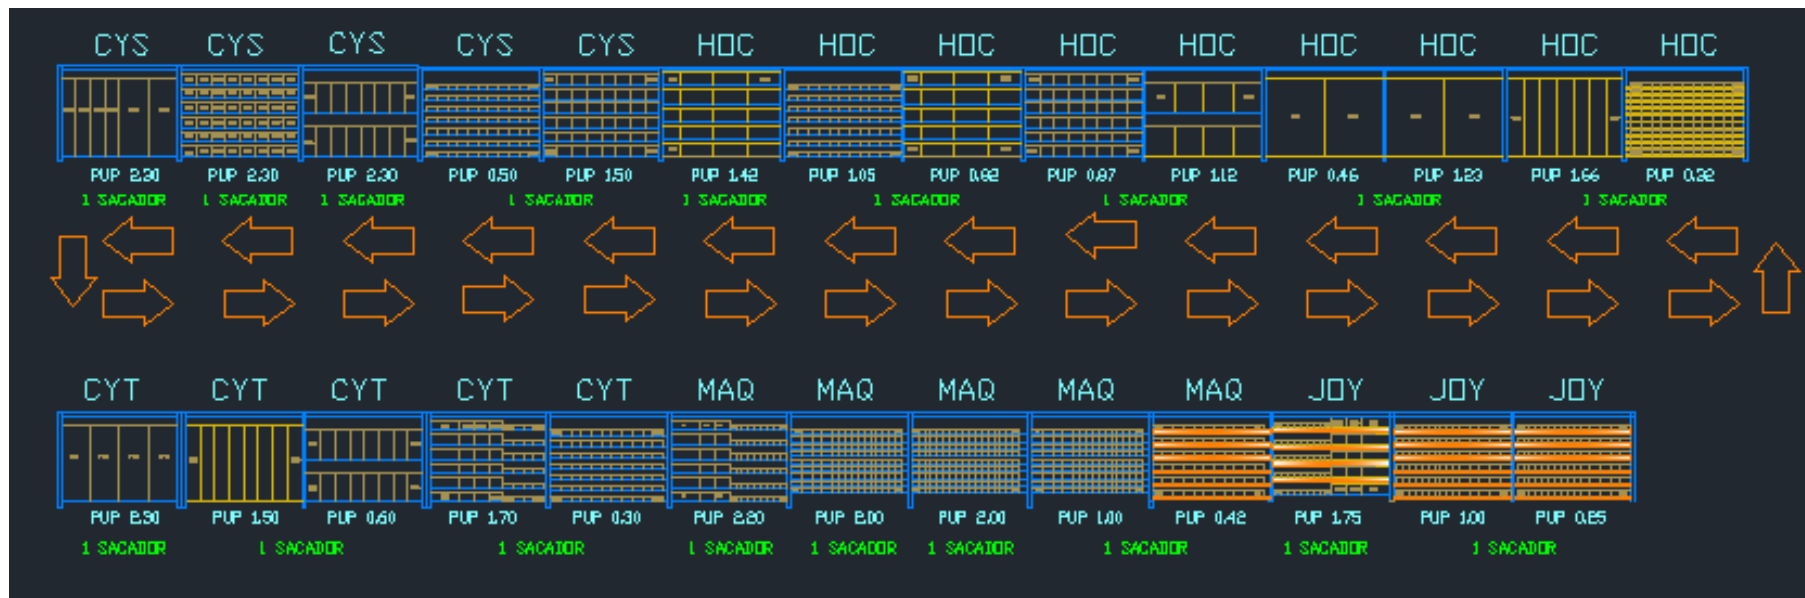 CYS CYS CYS CYS CYS HOC HOC HOC HOC HOC HOC HOC HOC HOC
PUP 2.30 PUP 2.30 PUP 2.30 PUP 0.50 PUP 1.50 PUP 1.42 PUP 1.05 PUP 0.82 PUP 0.87 PUP 1.12 PUP 0.46 PUP 1.23 PUP 1.66 PUP 0.32
1 SACADOR 1 SACADOR 1 SACADOR 1 SACADOR 1 SACADOR 1 SACADOR 1 SACADOR 1 SACADOR 1 SACADOR
CYT CYT CYT CYT CYT MAQ MAQ MAQ MAQ MAQ JOY JOY JOY
PUP 2.30 PUP 1.50 PUP 0.60 PUP 1.70 PUP 0.30 PUP 2.20 PUP 2.00 PUP 2.00 PUP 1.00 PUP 0.42 PUP 1.75 PUP 1.00 PUP 0.85
1 SACADOR 1 SACADOR 1 SACADOR 1 SACADOR 1 SACADOR 1 SACADOR 1 SACADOR 1 SACADOR 1 SACADOR